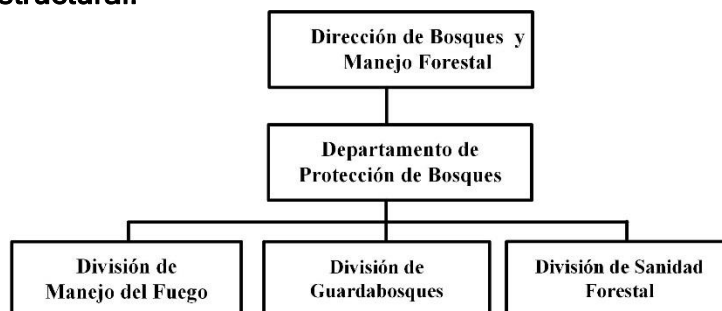 Dirección de Bosques y
Manejo Forestal
Departamento de
Protección de Bosques
División de
Manejo del Fuego
División de
Guardabosques
División de Sanidad
Forestal